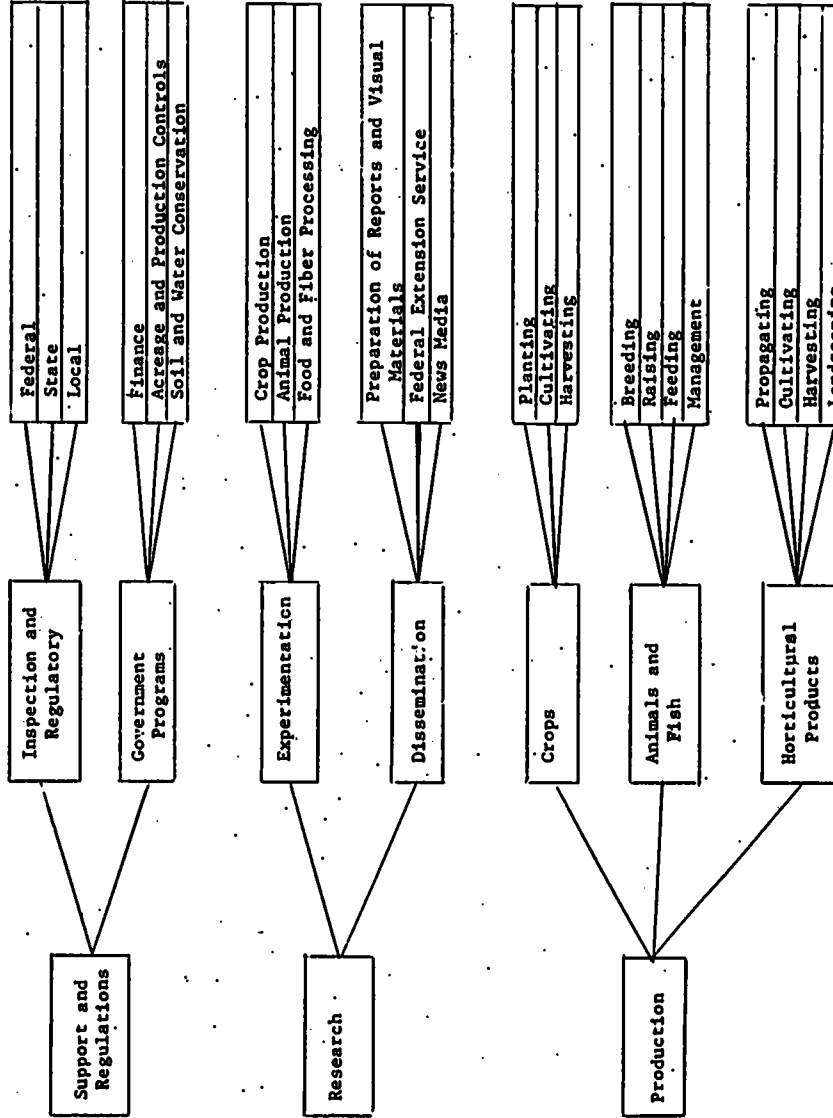 Production
Research
Support and
Regulations
Horticultural
Products
Animals and
Fish
Crops
Dissemination
Experimentation
Government
Programs
Inspection and
Regulatory
Propagating
Cultivating
Harvesting
Breeding
Raising
Feeding
Management
Planting
Cultivating
Harvesting
Preparation of Reports and Visual
Materials
Federal Extension Service
News Media
Crop Production
Animal Production
Food and Fiber Processing
Finance
Acreage and Production Controls
Soil and Water Conservation
Federal
State
Local